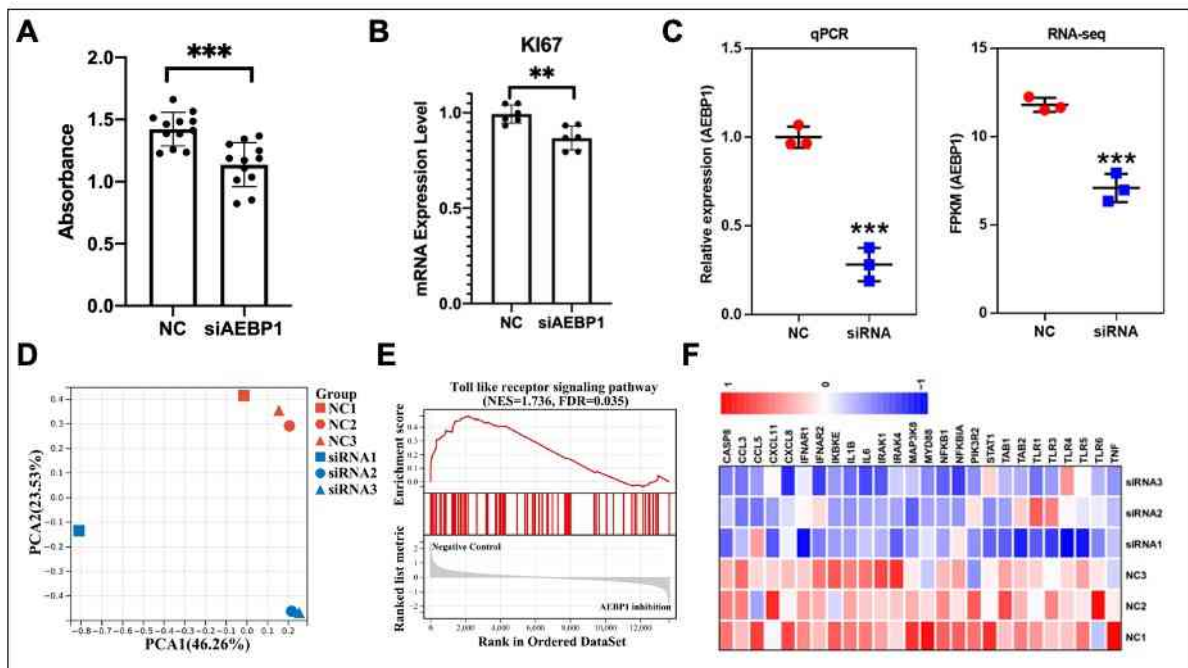 A
***
2.0
1.5
1.0
0.5
0.0
Absorbance
NC siAEBP1
B
KI67
**
1.0
0.5
0.0
mRNA Expression Level
NC siAEBP1
C
qPCR
1.5
1.0
0.5
0.0
Relative expression (AEBP1)
***
NC siRNA
RNA-seq
15
10
5
0
FPKM (AEBP1)
***
NC siRNA
D
0.4
0.3
0.2
0.1
0.0
-0.1
-0.2
-0.3
-0.4
-0.5
PCA2(23.53%)
-0.8 -0.7 -0.6 -0.5 -0.4 -0.3 -0.2 -0.1 0.0 0.1 0.2
PCA1(46.26%)
Group
NC1
NC2
NC3
siRNA1
siRNA2
siRNA3
E
Toll like receptor signaling pathway
(NES=1.736, FDR=0.035)
Enrichment score
0.4
0.2
0.0
Ranked list metric
Negative Control
2
1
0
-1
-2
AEBP1 inhibition
0 2,000 4,000 6,000 8,000 10,000 12,000
Rank in Ordered DataSet
F
1 0 -1
CASP8
CCL3
CCL5
CXCL11
CXCL8
IFNAR1
IFNAR2
IKBKE
IL1B
IL6
IRAK1
IRAK4
MAP3K8
MYD88
NFKB1
NFKBIA
PIK3R2
STAT1
TAB1
TAB2
TLR1
TLR3
TLR4
TLR5
TLR6
TNF
siRNA3
siRNA2
siRNA1
NC3
NC2
NC1